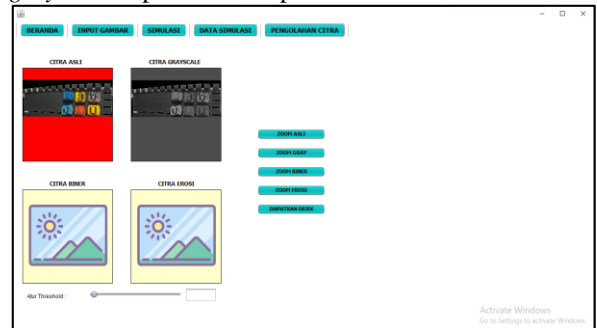 BERANDA INPUT GAMBAR SIMULASI DATA SIMULASI PENGOLAHAN CITRA
CITRA ASLI CITRA GRAYSCALE
ZOOM ASLI
ZOOM GRAY
ZOOM BINER
ZOOM EROSI
DAPATKAN OBJEK
CITRA BINER CITRA EROSI
Atur Threshold :
Activate Windows
Go to Settings to activate Windows.